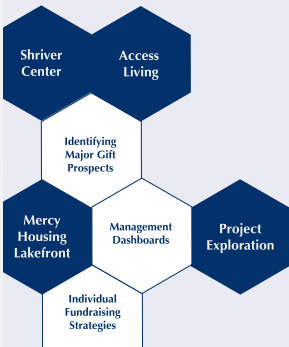 Shriver
Center
Access
Living
Identifying
Major Gift
Prospects
Mercy
Housing
Lakefront
Management
Dashboards
Project
Exploration
Individual
Fundraising
Strategies